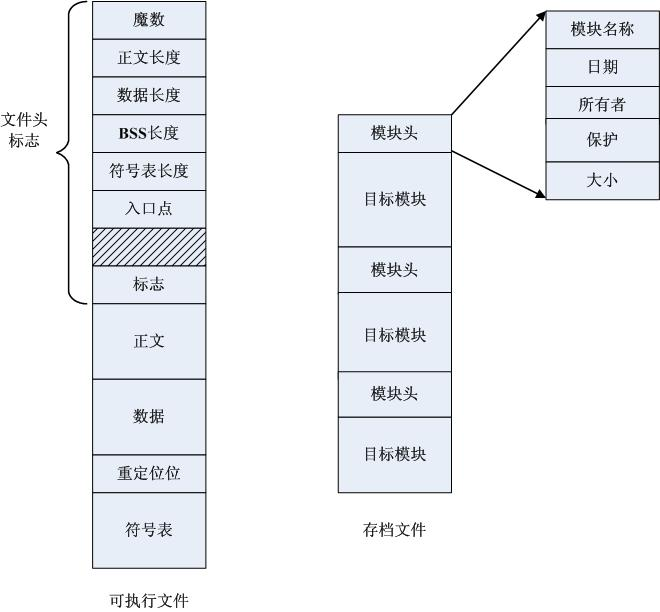 文件头
标志
魔数
正文长度
数据长度
BSS长度
符号表长度
入口点
标志
正文
数据
重定位位
符号表
可执行文件
模块头
目标模块
模块头
目标模块
模块头
目标模块
存档文件
模块名称
日期
所有者
保护
大小